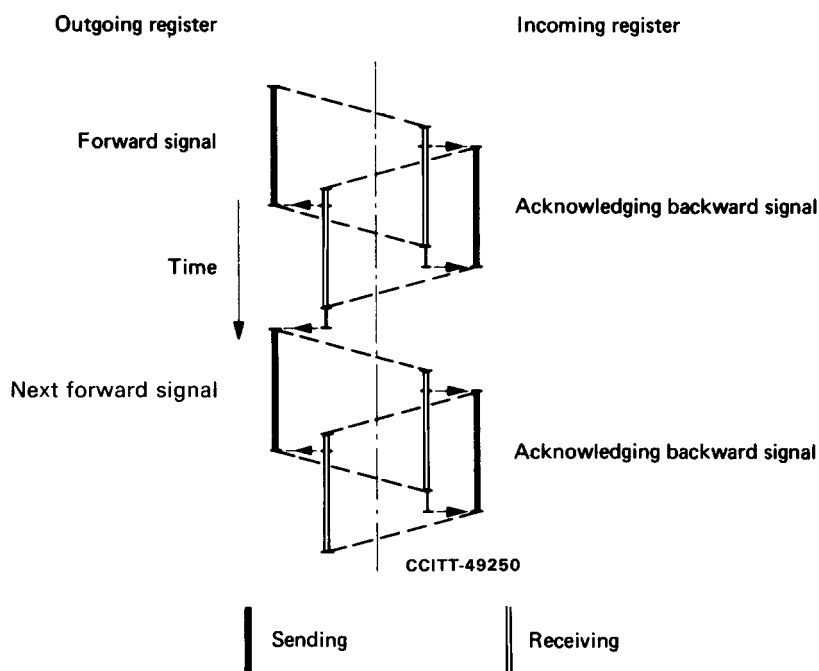 Outgoing register
Incoming register
Forward signal
Acknowledging backward signal
Time
Next forward signal
Acknowledging backward signal
CCITT-49250
Sending
Receiving